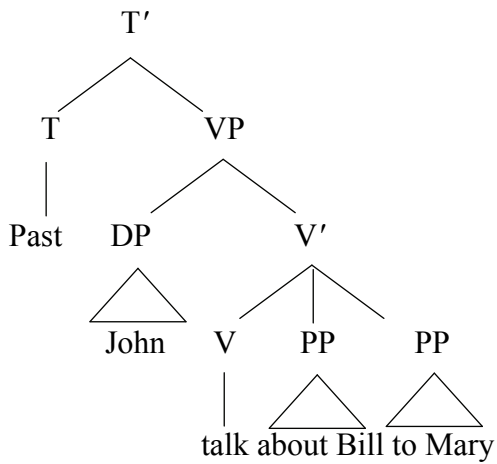 T′
T VP
Past DP V′
John V PP PP
talk about Bill to Mary